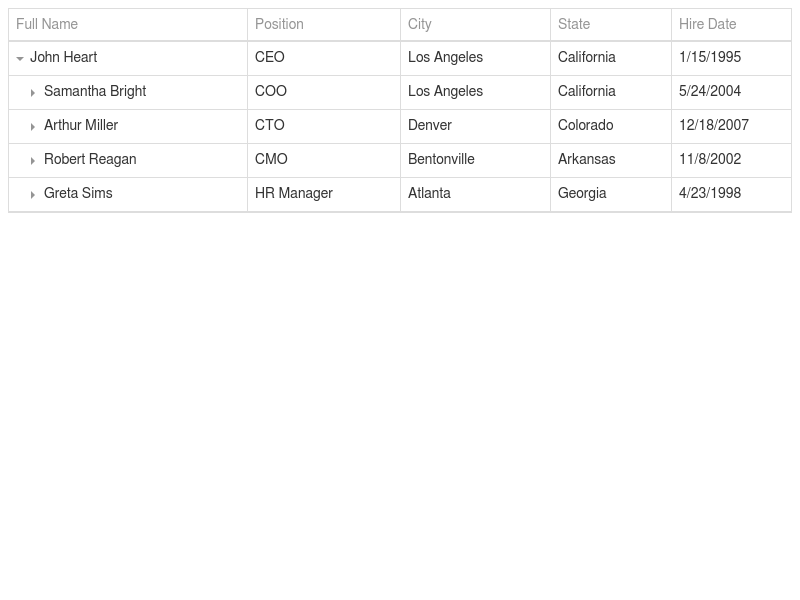 Full Name Position City State Hire Date
John Heart CEO Los Angeles California 1/15/1995
Samantha Bright COO Los Angeles California 5/24/2004
Arthur Miller CTO Denver Colorado 12/18/2007
Robert Reagan CMO Bentonville Arkansas 11/8/2002
Greta Sims HR Manager Atlanta Georgia 4/23/1998